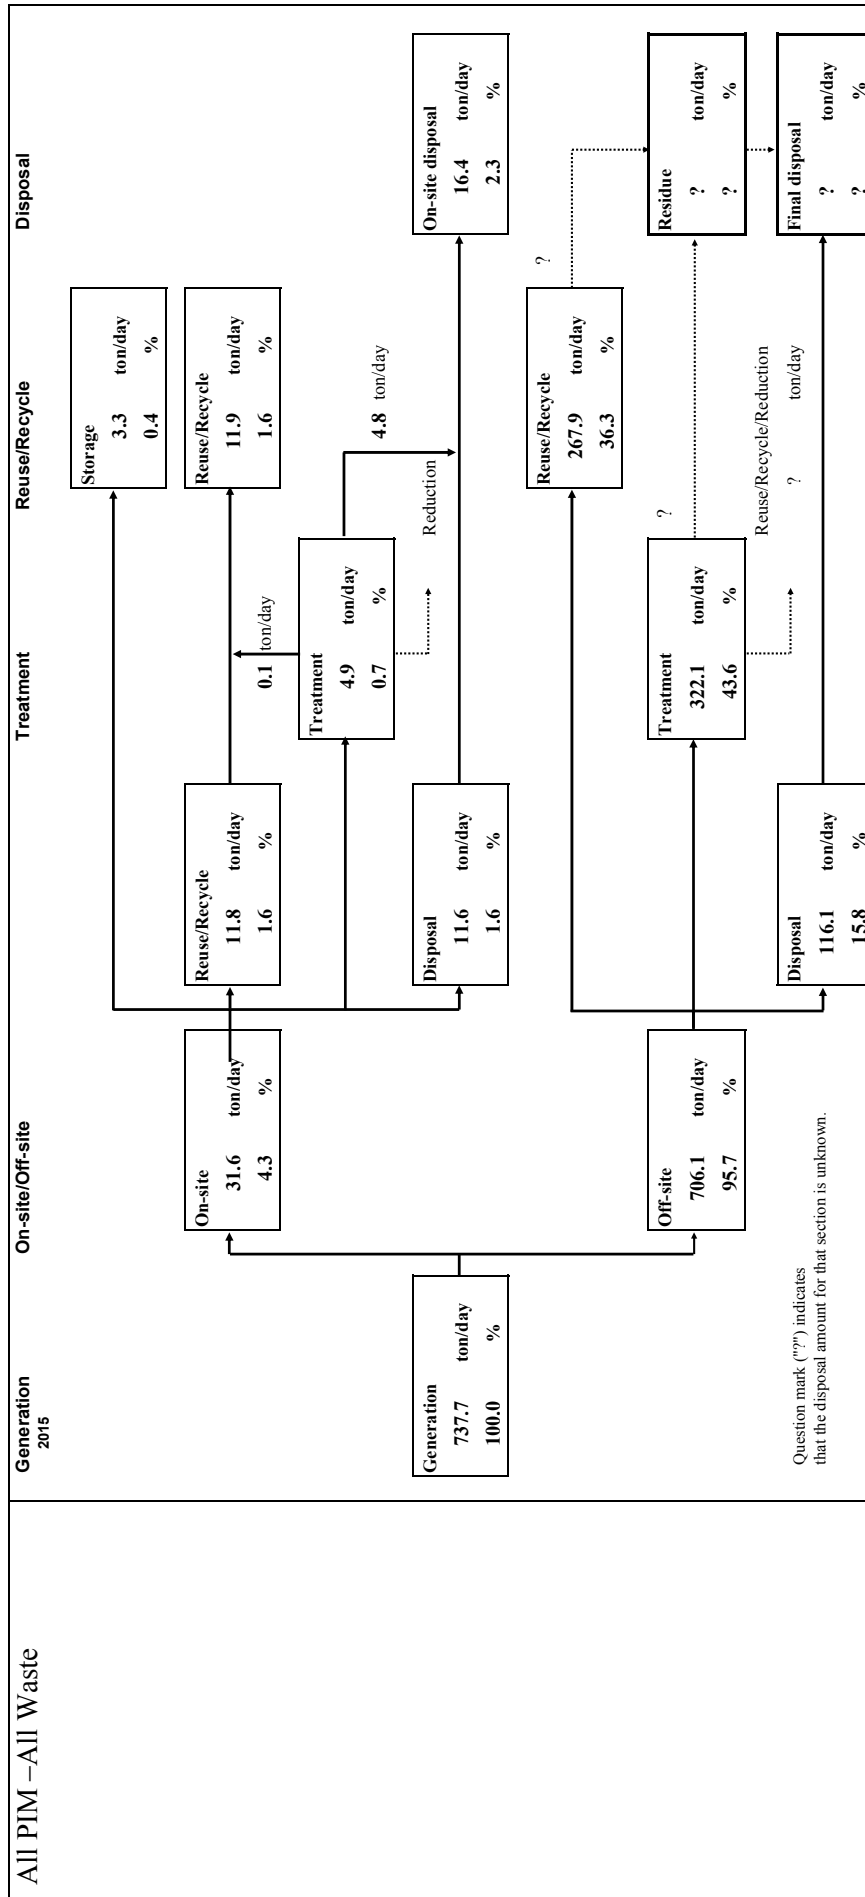 All PIM –All Waste
Generation
2015
On-site/Off-site
Treatment
Reuse/Recycle
Disposal
Storage
3.3 ton/day
0.4 %
Reuse/Recycle
11.8 ton/day
1.6 %
Reuse/Recycle
11.9 ton/day
1.6 %
On-site
31.6 ton/day
4.3 %
0.1 ton/day
Treatment
4.9 ton/day
0.7 %
4.8 ton/day
Reduction
Generation
737.7 ton/day
100.0 %
Disposal
11.6 ton/day
1.6 %
On-site disposal
16.4 ton/day
2.3 %
Reuse/Recycle
267.9 ton/day
36.3 %
?
Off-site
706.1 ton/day
95.7 %
Treatment
322.1 ton/day
43.6 %
?
Residue
? ton/day
? %
Reuse/Recycle/Reduction
? ton/day
Disposal
116.1 ton/day
15.8 %
Final disposal
? ton/day
? %
Question mark ("?") indicates
that the disposal amount for that section is unknown.